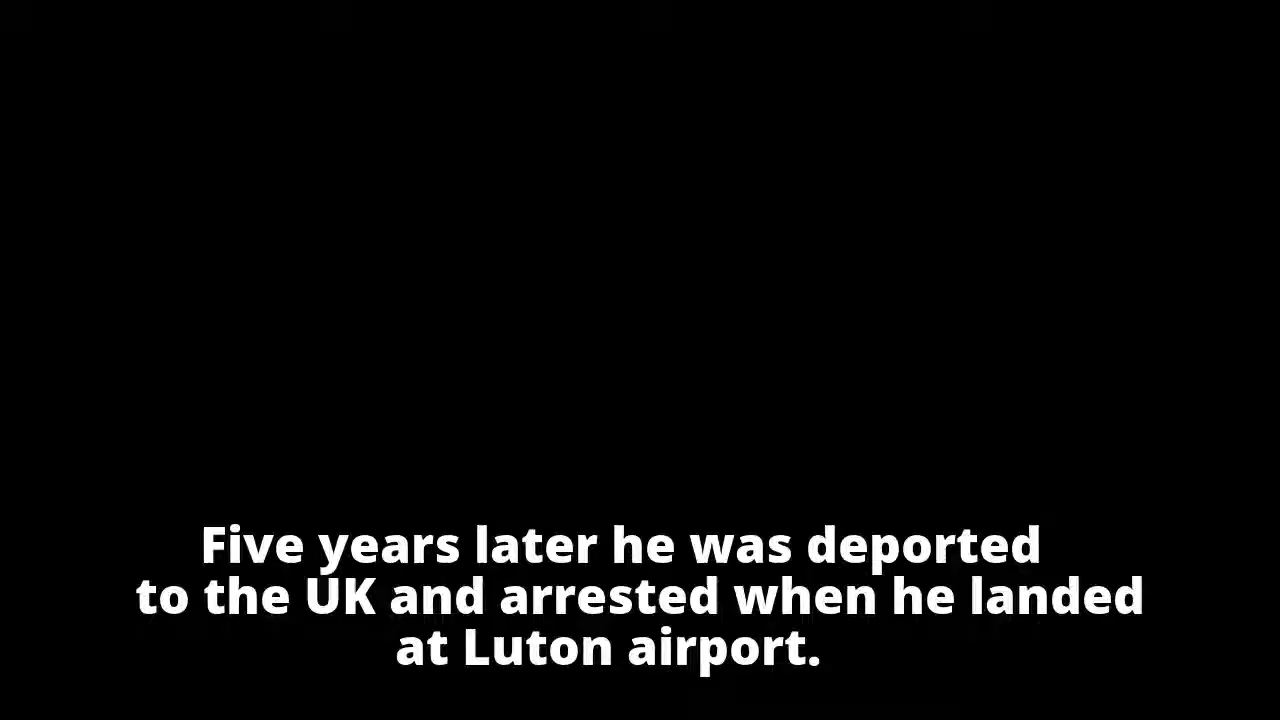 Five years later he was deported
to the UK and arrested when he landed
at Luton airport.